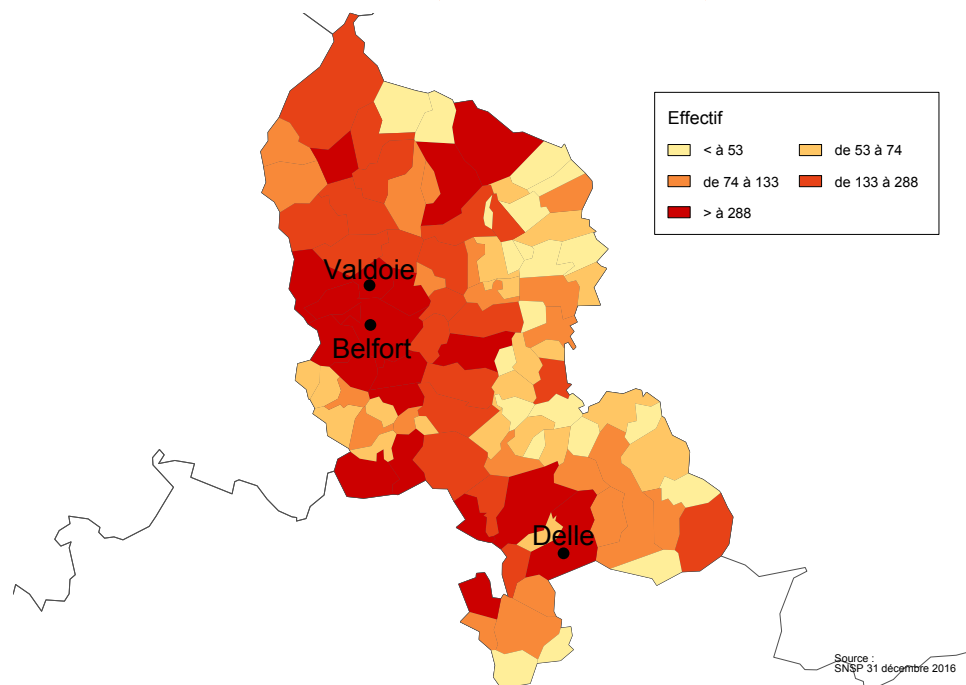 Effectif
< à 53
de 53 à 74
de 74 à 133
de 133 à 288
> à 288
Valdoie
Belfort
Delle
Source :
SNSP 31 décembre 2016